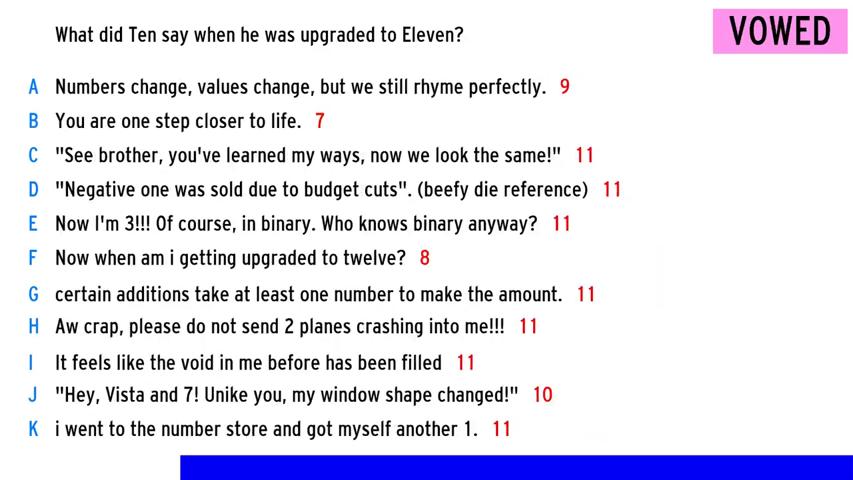 What did Ten say when he was upgraded to Eleven?
VOWED
A Numbers change, values change, but we still rhyme perfectly. 9
B You are one step closer to life. 7
C "See brother, you've learned my ways, now we look the same!" 11
D "Negative one was sold due to budget cuts". (beefy die reference) 11
E Now I'm 3!!! Of course, in binary. Who knows binary anyway? 11
F Now when am i getting upgraded to twelve? 8
G certain additions take at least one number to make the amount. 11
H Aw crap, please do not send 2 planes crashing into me!!! 11
I It feels like the void in me before has been filled 11
J "Hey, Vista and 7! Unike you, my window shape changed!" 10
K i went to the number store and got myself another 1. 11